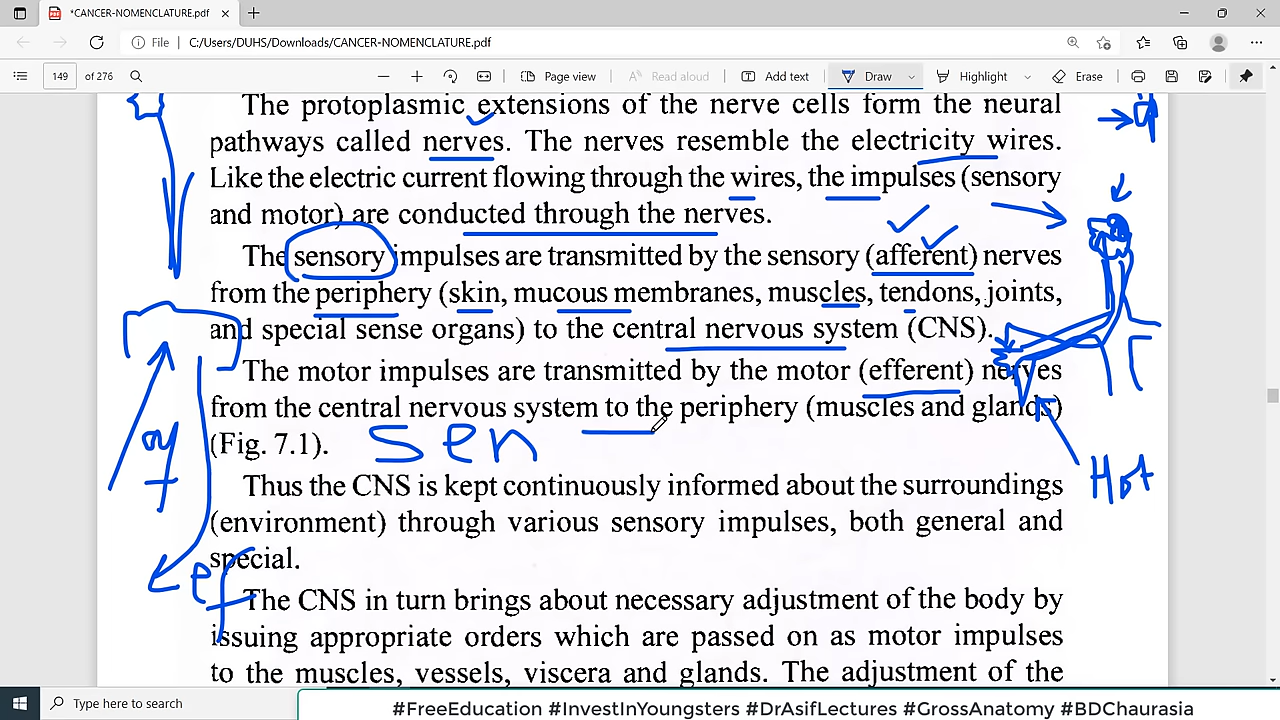 *CANCER-NOMENCLATURE.pdf
File C:/Users/DUHS/Downloads/CANCER-NOMENCLATURE.pdf
149 of 276 Page view Read aloud Add text Draw Highlight Erase
The protoplasmic extensions of the nerve cells form the neural
pathways called nerves. The nerves resemble the electricity wires.
Like the electric current flowing through the wires, the impulses (sensory
and motor) are conducted through the nerves.
The sensory impulses are transmitted by the sensory (afferent) nerves
from the periphery (skin, mucous membranes, muscles, tendons, joints,
and special sense organs) to the central nervous system (CNS).
The motor impulses are transmitted by the motor (efferent) nerves
from the central nervous system to the periphery (muscles and glands)
(Fig. 7.1). sen
Hot
Thus the CNS is kept continuously informed about the surroundings
(environment) through various sensory impulses, both general and
special.
ef
The CNS in turn brings about necessary adjustment of the body by
issuing appropriate orders which are passed on as motor impulses
to the muscles, vessels, viscera and glands. The adjustment of the
Type here to search
#FreeEducation #InvestInYoungsters #DrAsifLectures #GrossAnatomy #BDChaurasia